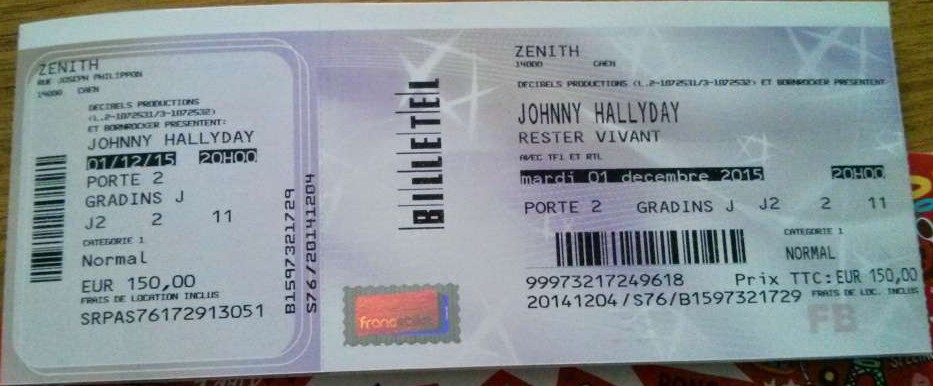 ZENITH
RUE JOSEPH PHILIPPON
14000 CAEN
DECIBELS PRODUCTIONS
(L.2-1072531/3-1072532)
ET BORNROCKER PRESENTENT:
JOHNNY HALLYDAY
01/12/15 20H00
PORTE 2
GRADINS J
J2 2 11
CATEGORIE 1
Normal
EUR 150,00
FRAIS DE LOCATION INCLUS
SRPAS76172913051
B1597321729
S76/20141204
BILLETEL
ZENITH
14000 CAEN
DECIBELS PRODUCTIONS (L.2-1072531/3-1072532) ET BORNROCKER PRESENTENT
JOHNNY HALLYDAY
RESTER VIVANT
AVEC TF1 ET RTL
mardi 01 decembre 2015 20H00
PORTE 2 GRADINS J J2 2 11
CATEGORIE 1
NORMAL
99973217249618 Prix TTC:EUR 150,00
20141204/S76/B1597321729 FRAIS DE LOC. INCLUS
FB